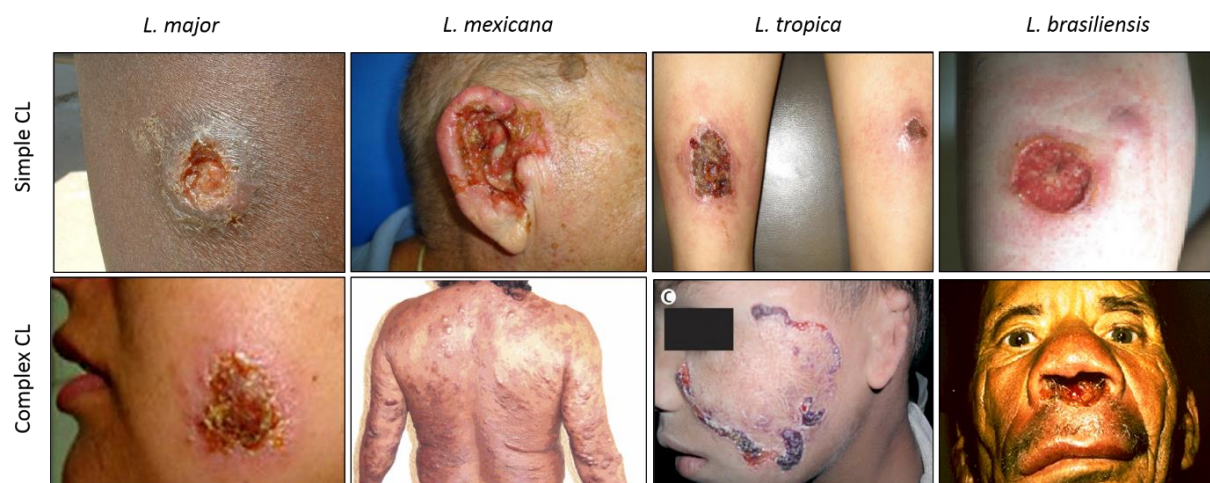 L. major
L. mexicana
L. tropica
L. brasiliensis
Simple CL
Complex CL
C